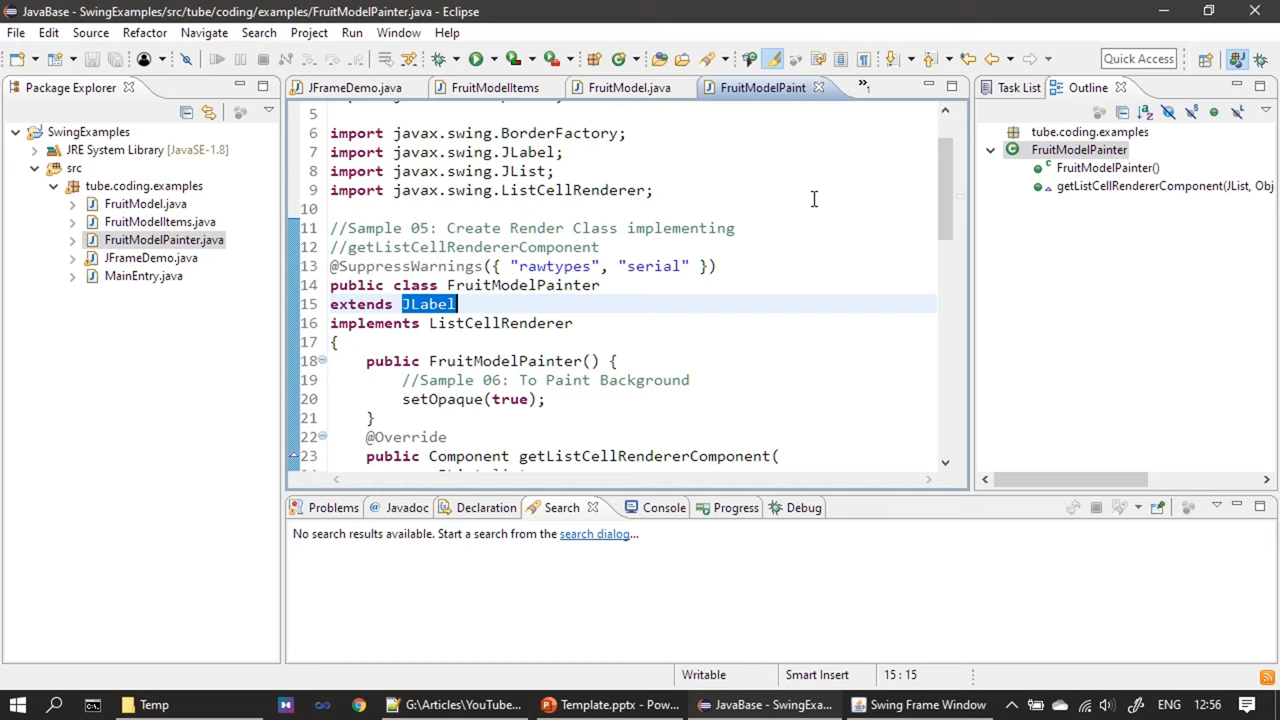 JavaBase - SwingExamples/src/tube/coding/examples/FruitModelPainter.java - Eclipse
File Edit Source Refactor Navigate Search Project Run Window Help
Quick Access
Package Explorer
SwingExamples
JRE System Library [JavaSE-1.8]
src
tube.coding.examples
FruitModel.java
FruitModelItems.java
FruitModelPainter.java
JFrameDemo.java
MainEntry.java
JFrameDemo.java FruitModelItems FruitModel.java FruitModelPaint »1
5
6 import javax.swing.BorderFactory;
7 import javax.swing.JLabel;
8 import javax.swing.JList;
9 import javax.swing.ListCellRenderer;
10
11 //Sample 05: Create Render Class implementing
12 //getListCellRendererComponent
13 @SuppressWarnings({ "rawtypes", "serial" })
14 public class FruitModelPainter
15 extends JLabel
16 implements ListCellRenderer
17 {
18 public FruitModelPainter() {
19 //Sample 06: To Paint Background
20 setOpaque(true);
21 }
22 @Override
23 public Component getListCellRendererComponent(
Task List Outline
tube.coding.examples
FruitModelPainter
FruitModelPainter()
getListCellRendererComponent(JList, Obj
Problems @ Javadoc Declaration Search Console Progress Debug
No search results available. Start a search from the search dialog...
Writable Smart Insert 15 : 15
Temp G:\Articles\YouTube... Template.pptx - Pow... JavaBase - SwingExa... Swing Frame Window ENG 12:56